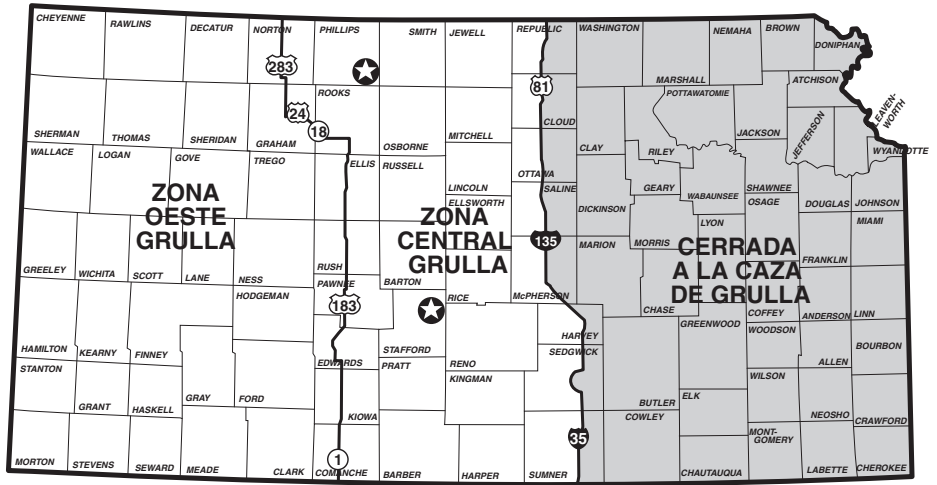 CHEYENNE
RAWLINS
DECATUR
NORTON
PHILLIPS
SMITH
JEWELL
REPUBLIC
WASHINGTON
MARSHALL
NEMAHA
BROWN
DONIPHAN
283
81
ATCHISON
24
18
ROOKS
CLOUD
POTTAWATOMIE
JACKSON
JEFFERSON
LEAVEN-
WORTH
SHERMAN
THOMAS
SHERIDAN
GRAHAM
OSBORNE
MITCHELL
CLAY
RILEY
WYANDOTTE
WALLACE
LOGAN
GOVE
TREGO
ELLIS
RUSSELL
LINCOLN
OTTAWA
SALINE
GEARY
WABAUNSEE
SHAWNEE
DOUGLAS
JOHNSON
ZONA
OESTE
GRULLA
ELLSWORTH
ZONA
CENTRAL
GRULLA
DICKINSON
OSAGE
LYON
MIAMI
135
MARION
MORRIS
CERRADA
A LA CAZA
DE GRULLA
FRANKLIN
GREELEY
WICHITA
SCOTT
LANE
NESS
RUSH
PAWNEE
BARTON
RICE
McPHERSON
CHASE
COFFEY
ANDERSON
LINN
HODGEMAN
183
GREENWOOD
WOODSON
HAMILTON
KEARNY
FINNEY
EDWARDS
STAFFORD
RENO
HARVEY
SEDGWICK
ALLEN
BOURBON
STANTON
PRATT
KINGMAN
WILSON
GRANT
HASKELL
GRAY
FORD
KIOWA
BUTLER
ELK
COWLEY
NEOSHO
CRAWFORD
35
MONT-
GOMERY
MORTON
STEVENS
SEWARD
MEADE
CLARK
1
COMANCHE
BARBER
HARPER
SUMNER
CHAUTAUQUA
LABETTE
CHEROKEE